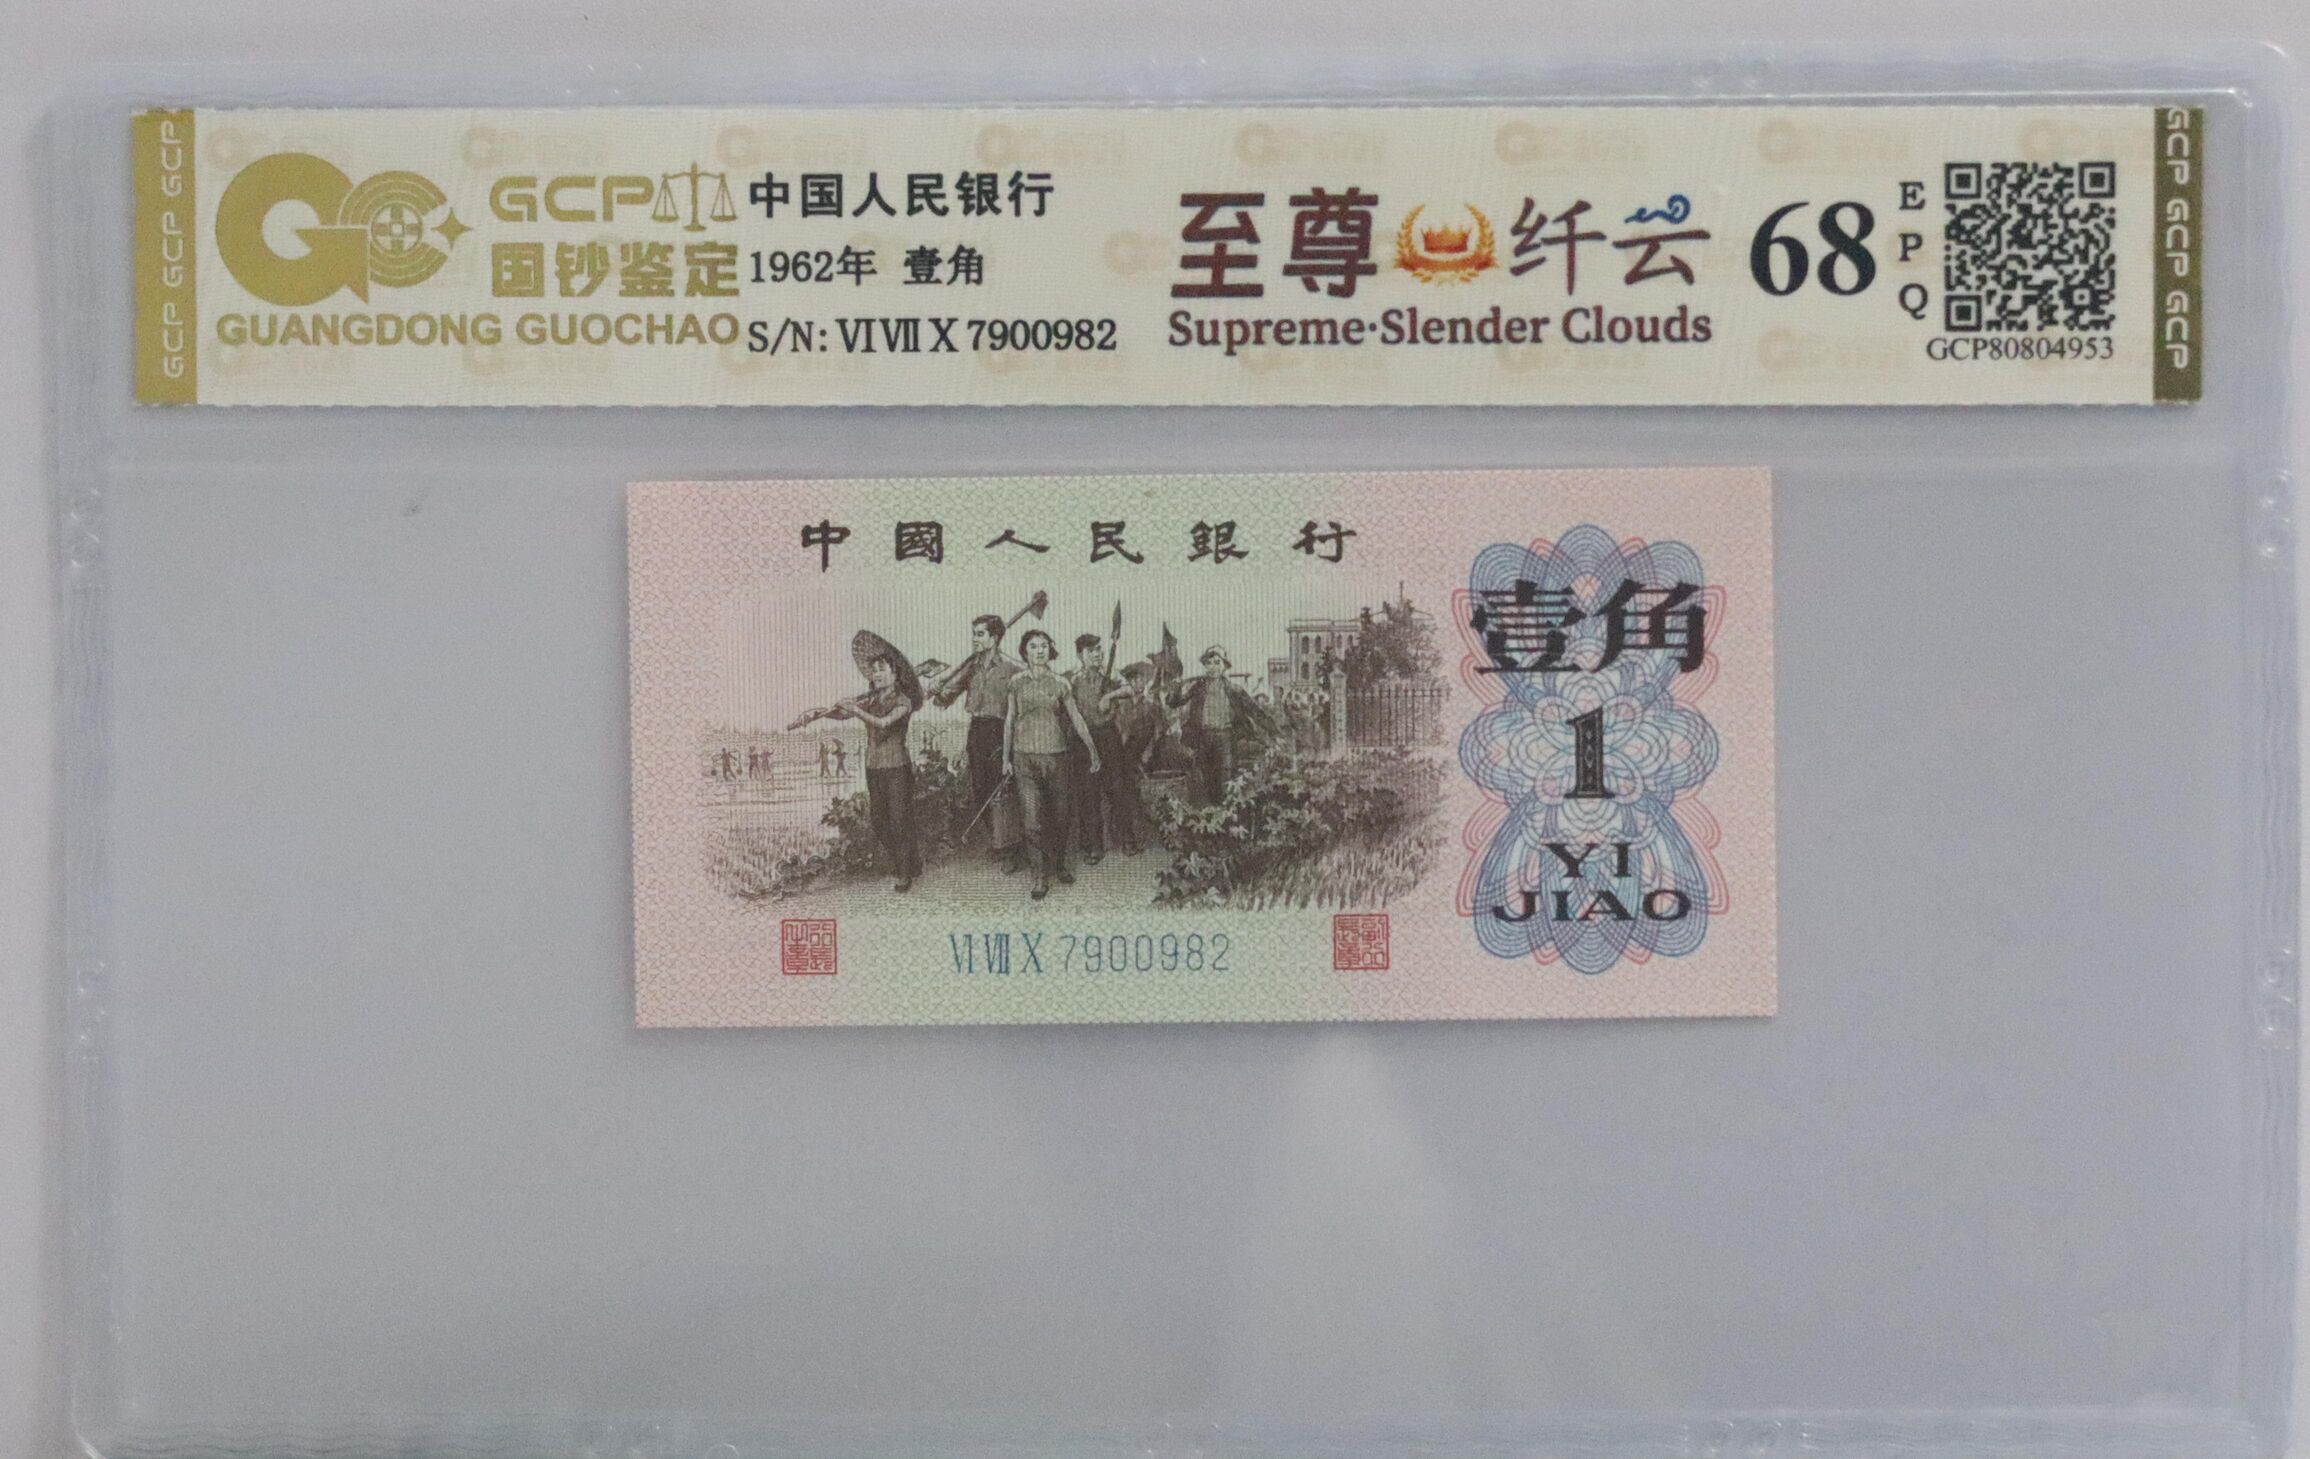 GCP GCP GCP
GCP
国钞鉴定
GUANGDONG GUOCHAO
中国人民银行
1962年 壹角
S/N: VI VII X 7900982
至尊 纤云
Supreme·Slender Clouds
68
E
P
Q
GCP80804953
GCP GCP GCP
中國人民銀行
壹角
1
YI
JIAO
VI VII X 7900982